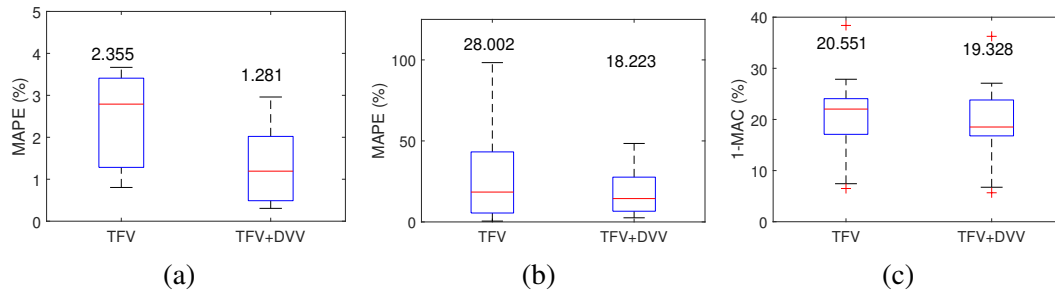 5
4
3
2
1
0
MAPE (%)
2.355
1.281
TFV
TFV+DVV
(a)
100
50
0
MAPE (%)
28.002
18.223
TFV
TFV+DVV
(b)
40
30
20
10
0
1-MAC (%)
20.551
19.328
TFV
TFV+DVV
(c)